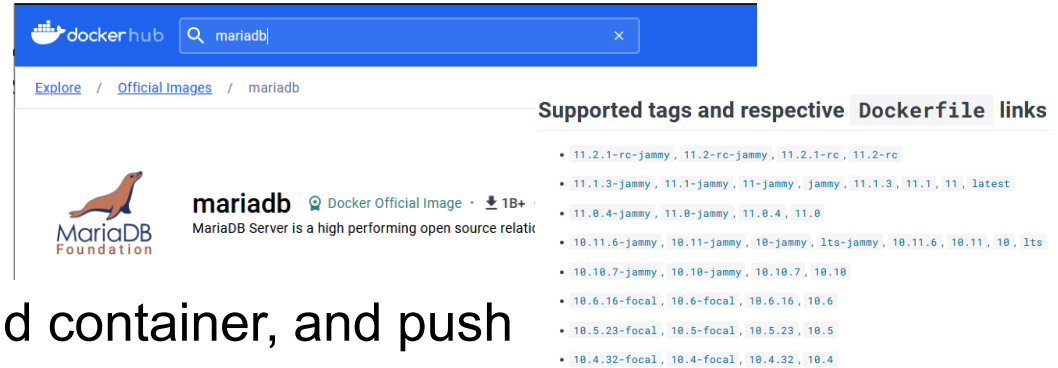 dockerhub mariadb ×
Explore / Official Images / mariadb
MariaDB
Foundation
mariadb Docker Official Image · 1B+ ·
MariaDB Server is a high performing open source relatio
d container, and push
Supported tags and respective Dockerfile links
• 11.2.1-rc-jammy, 11.2-rc-jammy, 11.2.1-rc, 11.2-rc
• 11.1.3-jammy, 11.1-jammy, 11-jammy, jammy, 11.1.3, 11.1, 11, latest
• 11.0.4-jammy, 11.0-jammy, 11.0.4, 11.0
• 10.11.6-jammy, 10.11-jammy, 10-jammy, lts-jammy, 10.11.6, 10.11, 10, lts
• 10.10.7-jammy, 10.10-jammy, 10.10.7, 10.10
• 10.6.16-focal, 10.6-focal, 10.6.16, 10.6
• 10.5.23-focal, 10.5-focal, 10.5.23, 10.5
• 10.4.32-focal, 10.4-focal, 10.4.32, 10.4